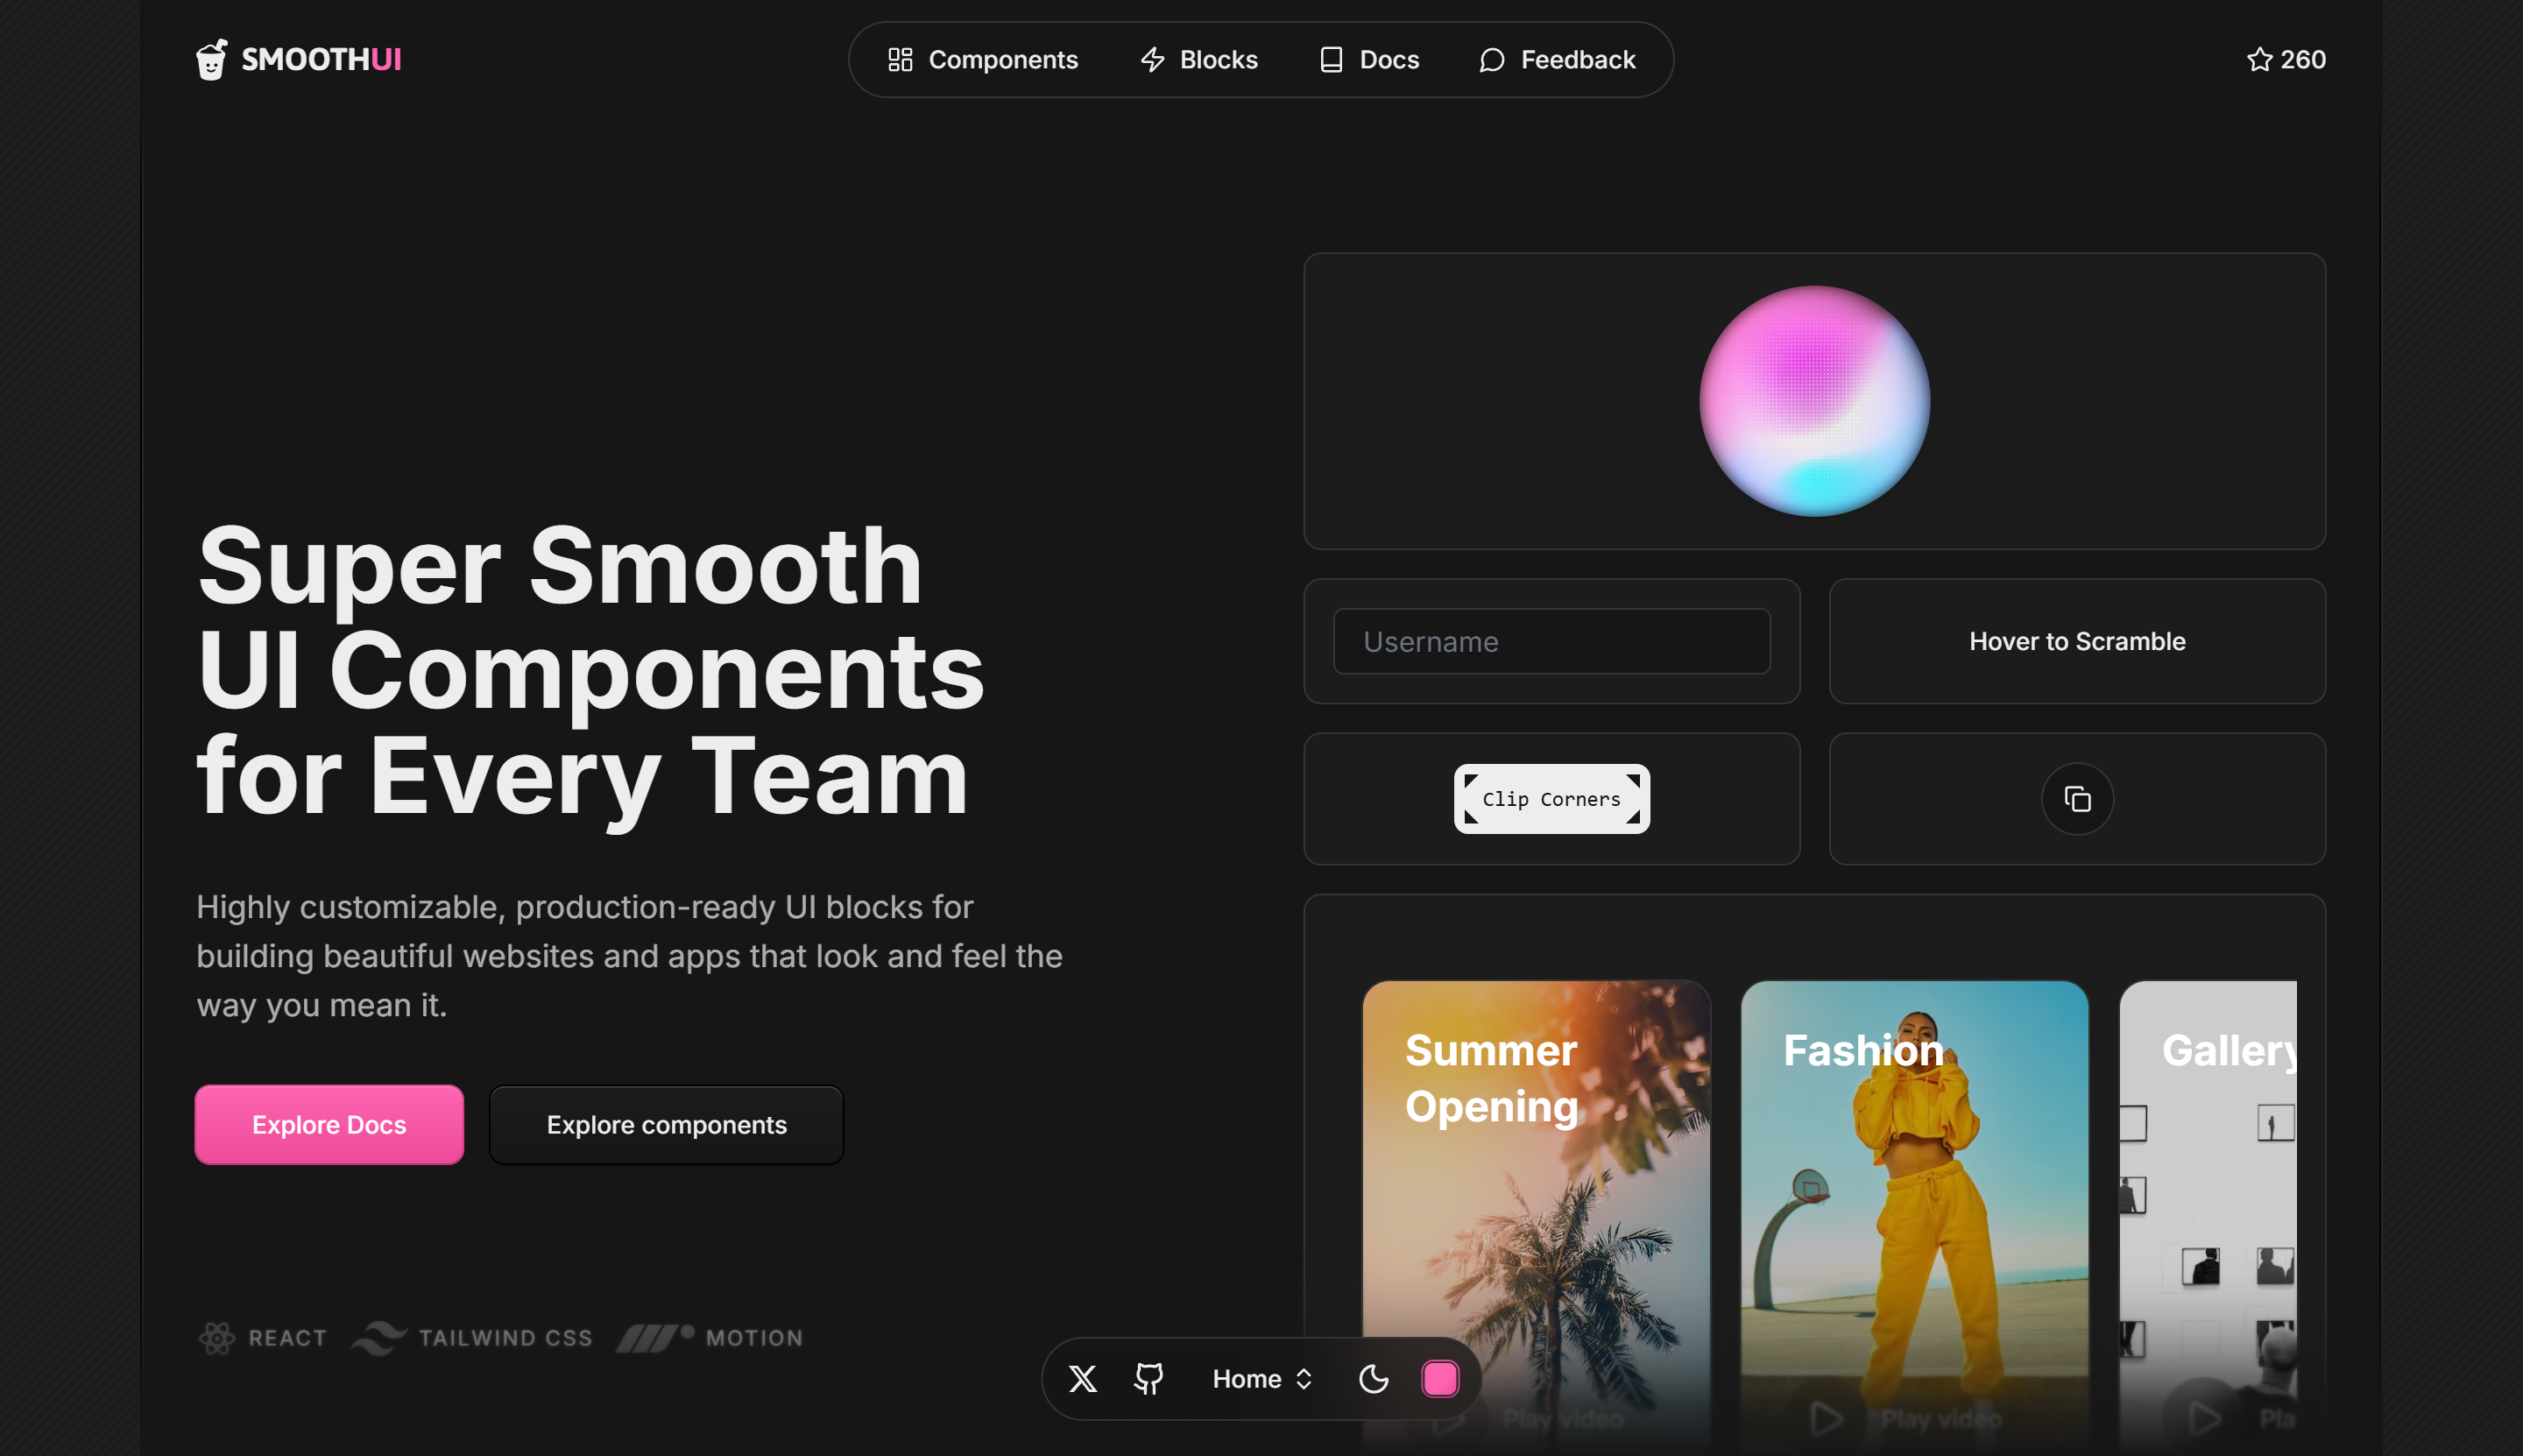 SMOOTHUI
Components
Blocks
Docs
Feedback
260
Super Smooth
UI Components
for Every Team
Highly customizable, production-ready UI blocks for
building beautiful websites and apps that look and feel the
way you mean it.
Explore Docs
Explore components
REACT
TAILWIND CSS
MOTION
Username
Hover to Scramble
Clip Corners
Summer
Opening
Play video
Fashion
Play video
Gallery
Pla
Home